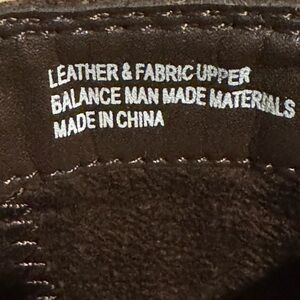 LEATHER & FABRIC UPPER
BALANCE MAN MADE MATERIALS
MADE IN CHINA